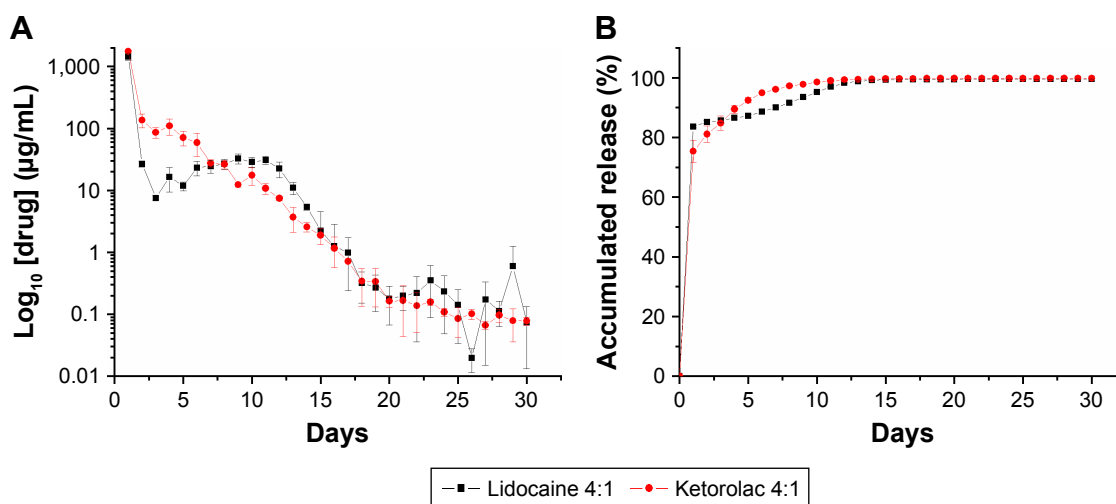 A
Log₁₀ [drug] (µg/mL)
1,000
100
10
1
0.1
0.01
0 5 10 15 20 25 30
Days
B
Accumulated release (%)
100
80
60
40
20
0
0 5 10 15 20 25 30
Days
Lidocaine 4:1 Ketorolac 4:1